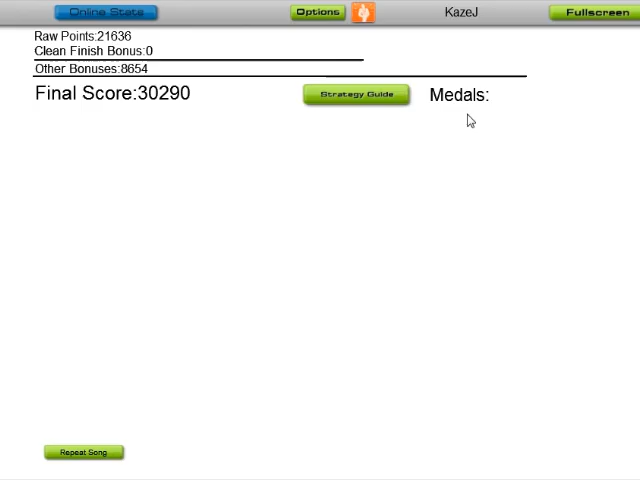 Online Stats Options KazeJ Fullscreen
Raw Points:21636
Clean Finish Bonus:0
Other Bonuses:8654
Final Score:30290 Strategy Guide Medals:
Repeat Song